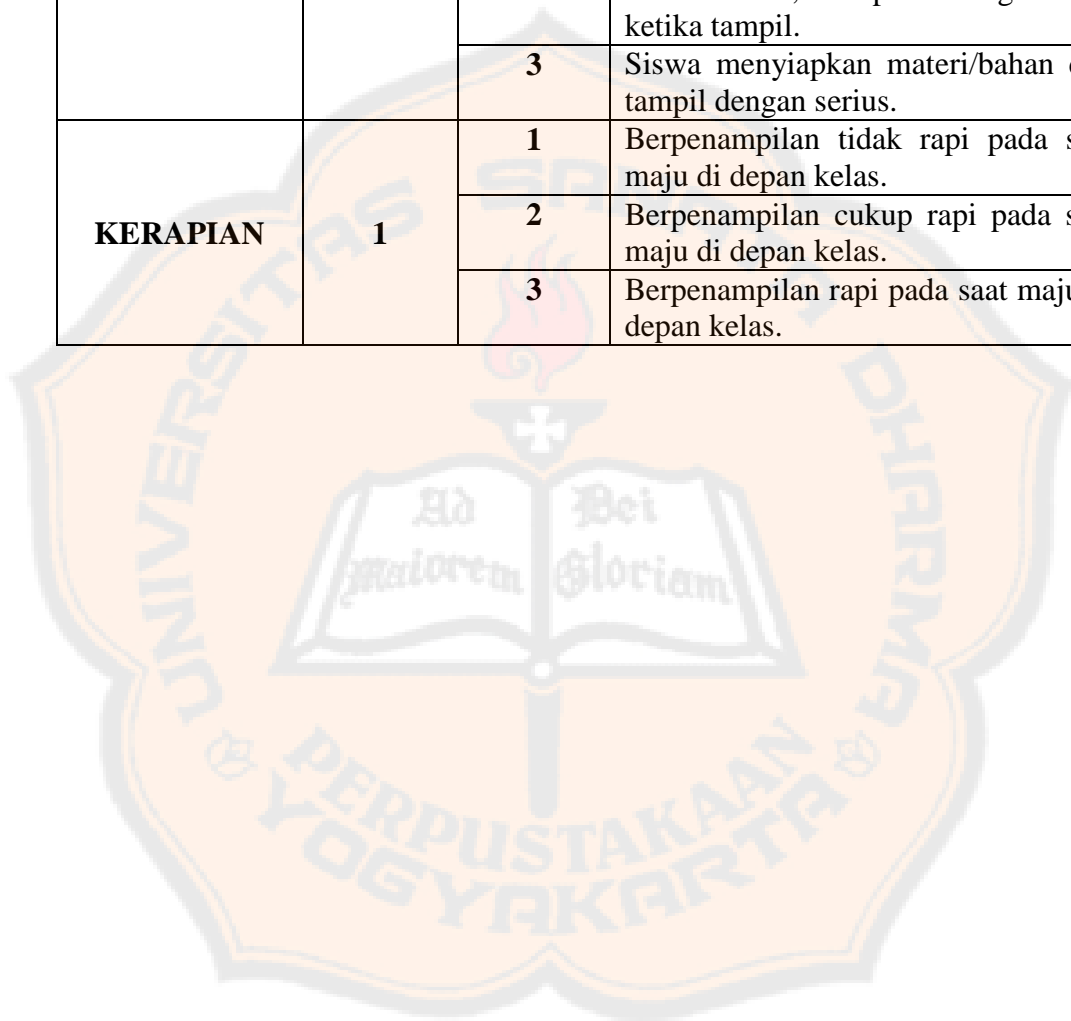 ketika tampil.
3 Siswa menyiapkan materi/bahan
tampil dengan serius.
KERAPIAN 1
1 Berpenampilan tidak rapi pada
maju di depan kelas.
2 Berpenampilan cukup rapi pada
maju di depan kelas.
3 Berpenampilan rapi pada saat maju
depan kelas.
UNIVERSITAS SANATA DHARMA
Ad Maiorem
Dei Gloriam
PERPUSTAKAAN
YOGYAKARTA